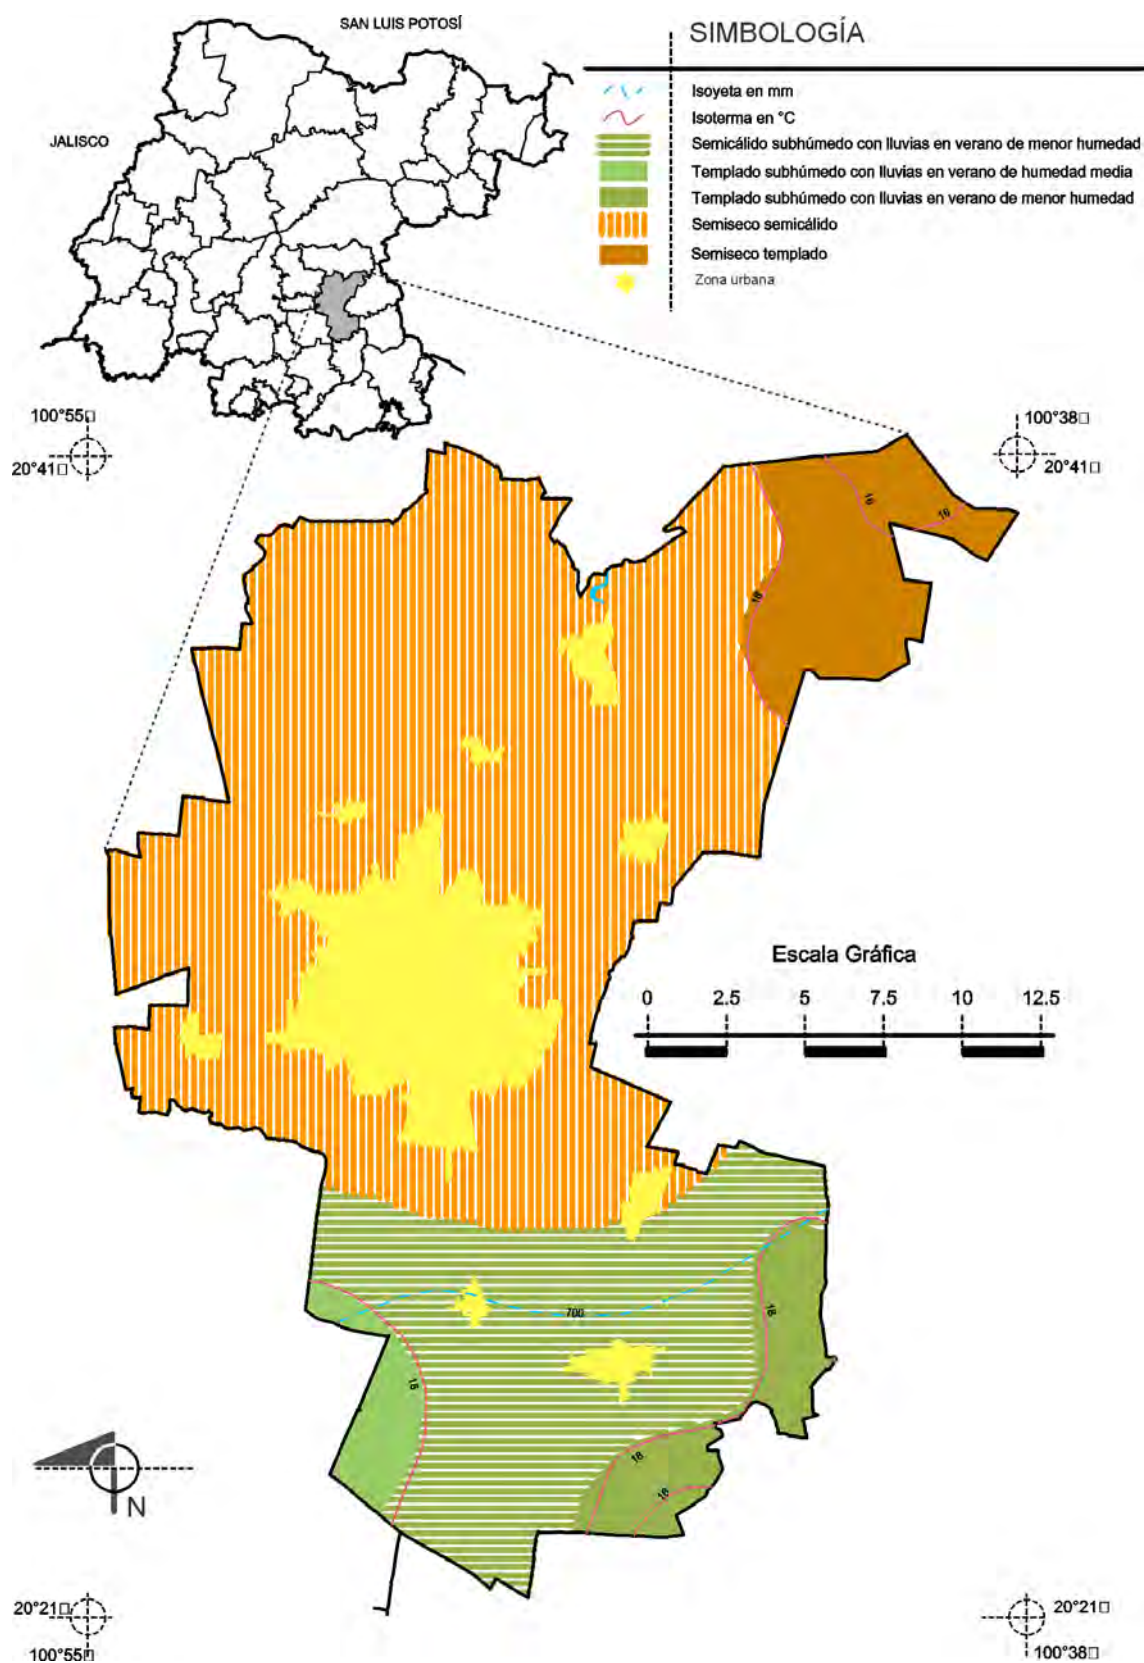 SAN LUIS POTOSÍ
JALISCO
SIMBOLOGÍA
Isoyeta en mm
Isoterma en °C
Semicálido subhúmedo con lluvias en verano de menor humedad
Templado subhúmedo con lluvias en verano de humedad media
Templado subhúmedo con lluvias en verano de menor humedad
Semiseco semicálido
Semiseco templado
Zona urbana
100°55□
20°41□
100°38□
20°41□
16
16
18
Escala Gráfica
0 2.5 5 7.5 10 12.5
700
18
18
18
16
N
20°21□
100°55□
20°21□
100°38□